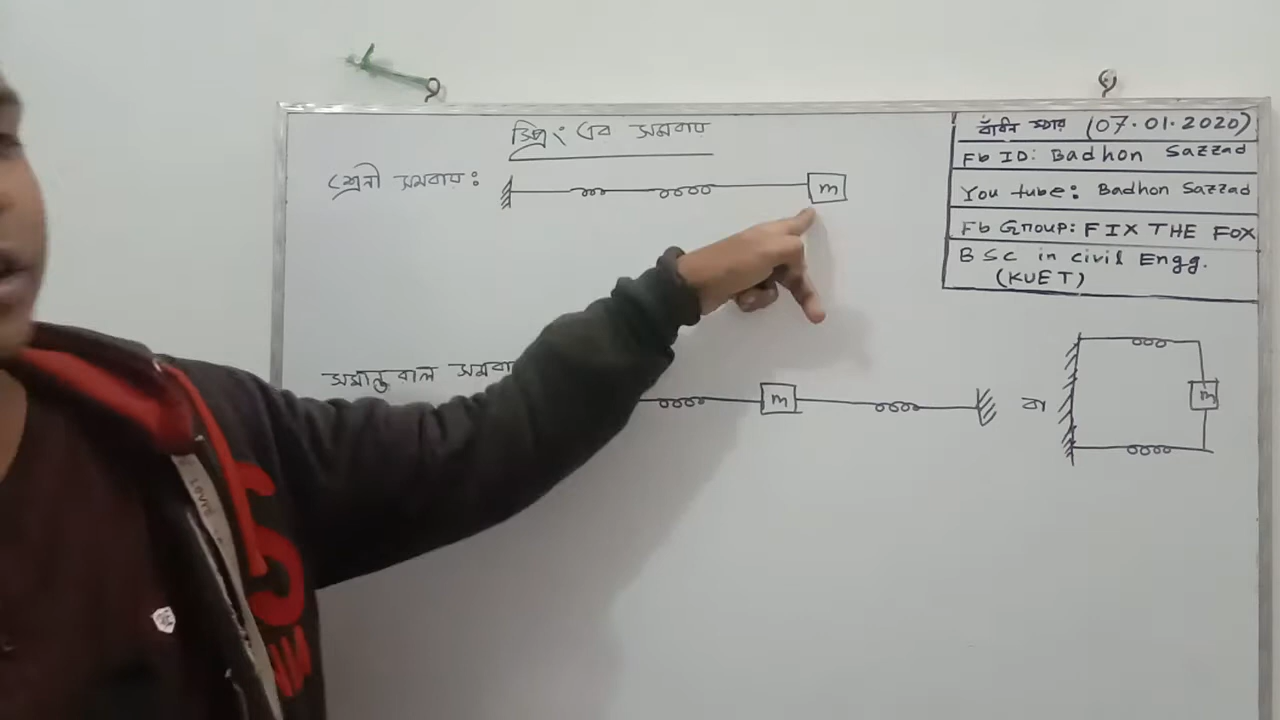 স্প্রিং এর সমবায়
শ্রেনী সমবায়:
m
সমান্তরাল সমবা
m
বা
m
(07.01.2020)
Fb ID: Badhon Sazzad
You tube: Badhon Sazzad
Fb Group: FIX THE FOX
BSc in civil Engg.
(KUET)